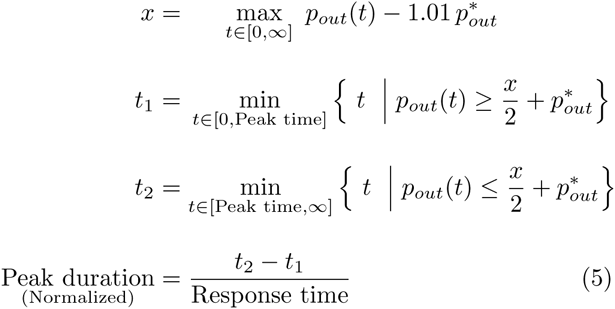 x = max_{t∈[0,∞]} p_{out}(t) − 1.01 p^*_{out}
t_1 = min_{t∈[0,Peak time]} { t | p_{out}(t) ≥ x/2 + p^*_{out} }
t_2 = min_{t∈[Peak time,∞]} { t | p_{out}(t) ≤ x/2 + p^*_{out} }
Peak duration (Normalized) = (t_2 − t_1)/Response time (5)